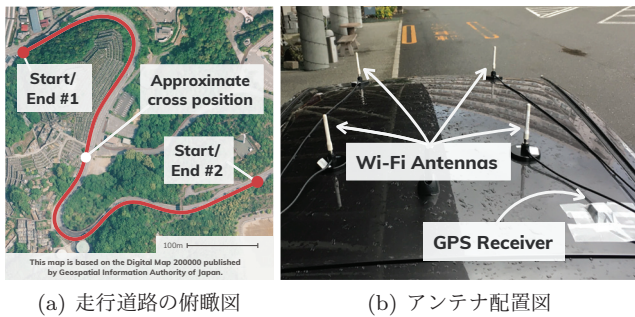 Start/
End #1
Approximate
cross position
Start/
End #2
100m
This map is based on the Digital Map 200000 published
by Geospatial Information Authority of Japan.
Wi-Fi Antennas
GPS Receiver
(a) 走行道路の俯瞰図
(b) アンテナ配置図